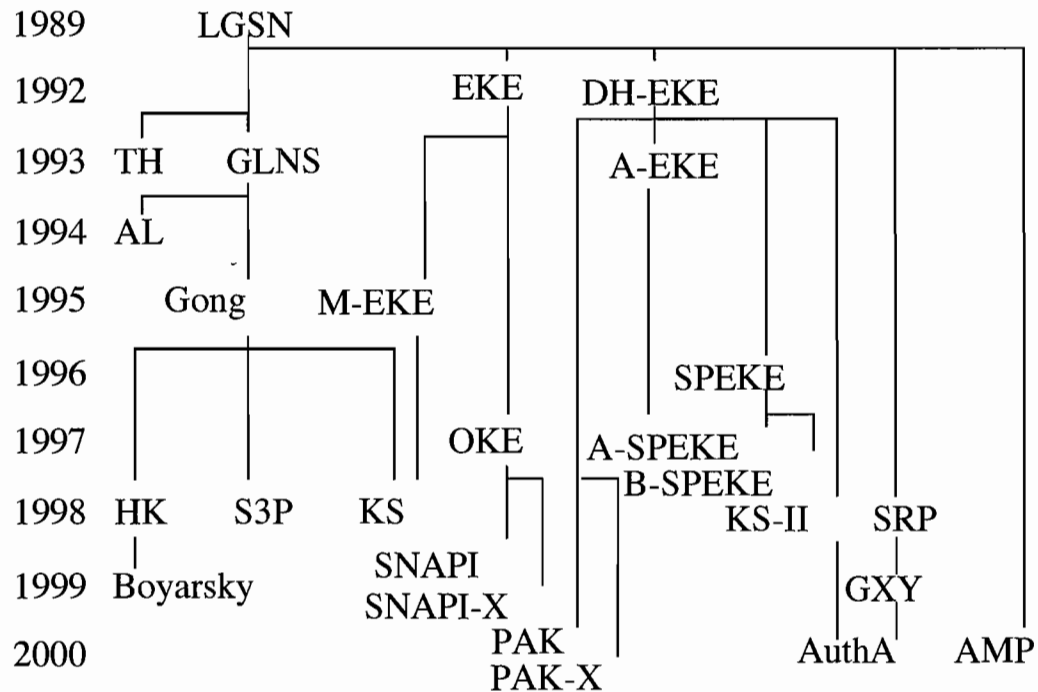 1989 LGSN
1992 EKE DH-EKE
1993 TH GLNS A-EKE
1994 AL
1995 Gong M-EKE
1996 SPEKE
1997 OKE A-SPEKE
B-SPEKE
1998 HK S3P KS KS-II SRP
SNAPI
1999 Boyarsky GXY
SNAPI-X
PAK
2000 AuthA AMP
PAK-X